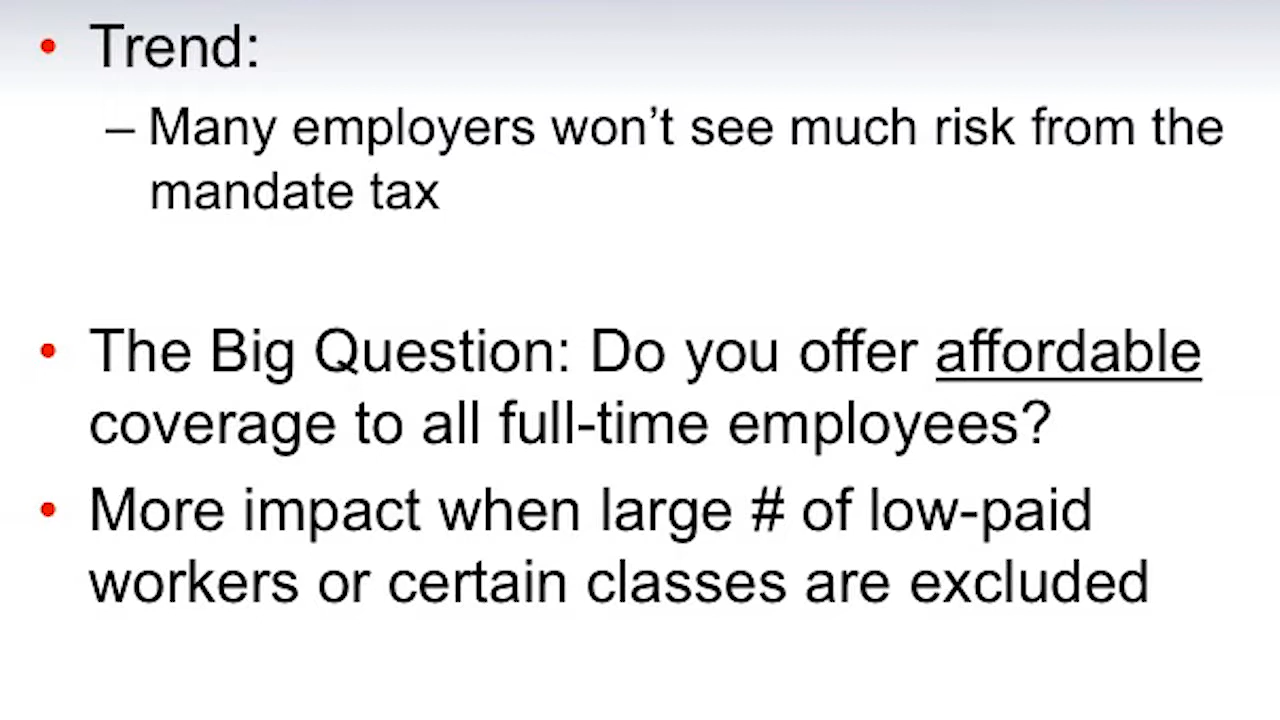 • Trend:
– Many employers won’t see much risk from the
mandate tax
• The Big Question: Do you offer affordable
coverage to all full-time employees?
• More impact when large # of low-paid
workers or certain classes are excluded